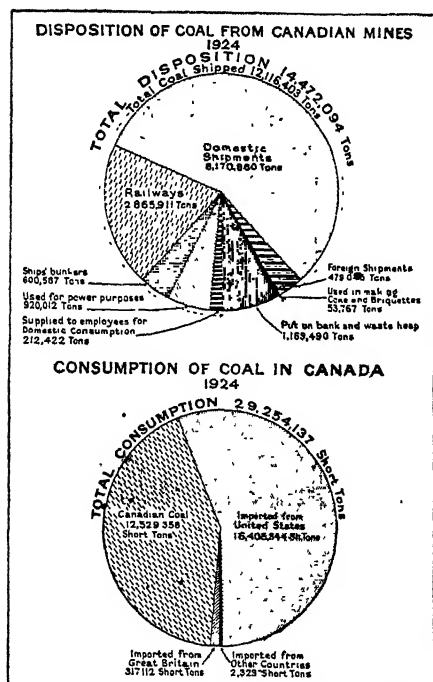 DISPOSITION OF COAL FROM CANADIAN MINES
1924
TOTAL DISPOSITION 14,472,094 Tons
Total Coal Shipped 12,116,403 Tons
Domestic
Shipments
8,170,860 Tons
Railways
2,865,911 Tons
Ships' bunkers
600,587 Tons
Used for power purposes
920,012 Tons
Supplied to employees for
Domestic Consumption
212,422 Tons
Foreign Shipments
Tons
Used in
Coke and Briquettes
53,767 Tons
Put on bank and waste heap
1,169,490 Tons
CONSUMPTION OF COAL IN CANADA
1924
TOTAL CONSUMPTION 29,254,137 Short Tons
Canadian Coal
12,529,358
Short Tons
Imported from
United States
Tons
Imported from
Great Britain
317112 Short Tons
Imported from
Other Countries
2,323 Short Tons